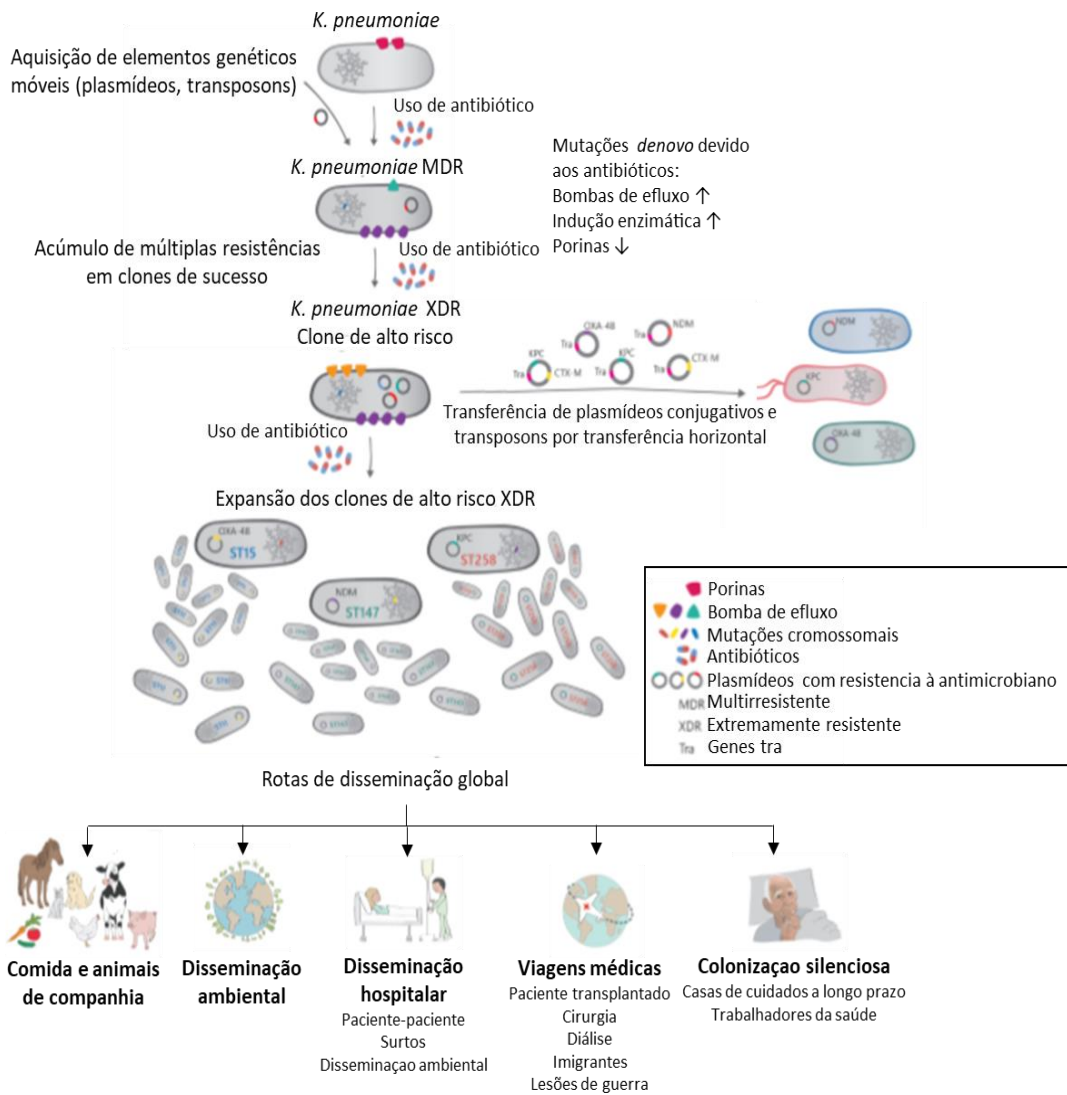 K. pneumoniae
Aquisição de elementos genéticos
móveis (plasmídeos, transposons)
Uso de antibiótico
K. pneumoniae MDR
Mutações denovo devido
aos antibióticos:
Bombas de efluxo ↑
Indução enzimática ↑
Porinas ↓
Acúmulo de múltiplas resistências
em clones de sucesso
Uso de antibiótico
K. pneumoniae XDR
Clone de alto risco
OXA-48
Tra
NDM
Tra
KPC
Tra
CTX-M
KPC
Tra
CTX-M
Tra
NDM
KPC
OXA-48
Transferência de plasmídeos conjugativos e
transposons por transferência horizontal
Uso de antibiótico
Expansão dos clones de alto risco XDR
OXA-48
ST15
KPC
ST258
NDM
ST147
Porinas
Bomba de efluxo
Mutações cromossomais
Antibióticos
Plasmídeos com resistencia à antimicrobiano
MDR Multirresistente
XDR Extremamente resistente
Tra Genes tra
Rotas de disseminação global
Comida e animais
de companhia
Disseminação
ambiental
Disseminação
hospitalar
Paciente-paciente
Surtos
Disseminaçao ambiental
Viagens médicas
Paciente transplantado
Cirurgia
Diálise
Imigrantes
Lesões de guerra
Colonizaçao silenciosa
Casas de cuidados a longo prazo
Trabalhadores da saúde